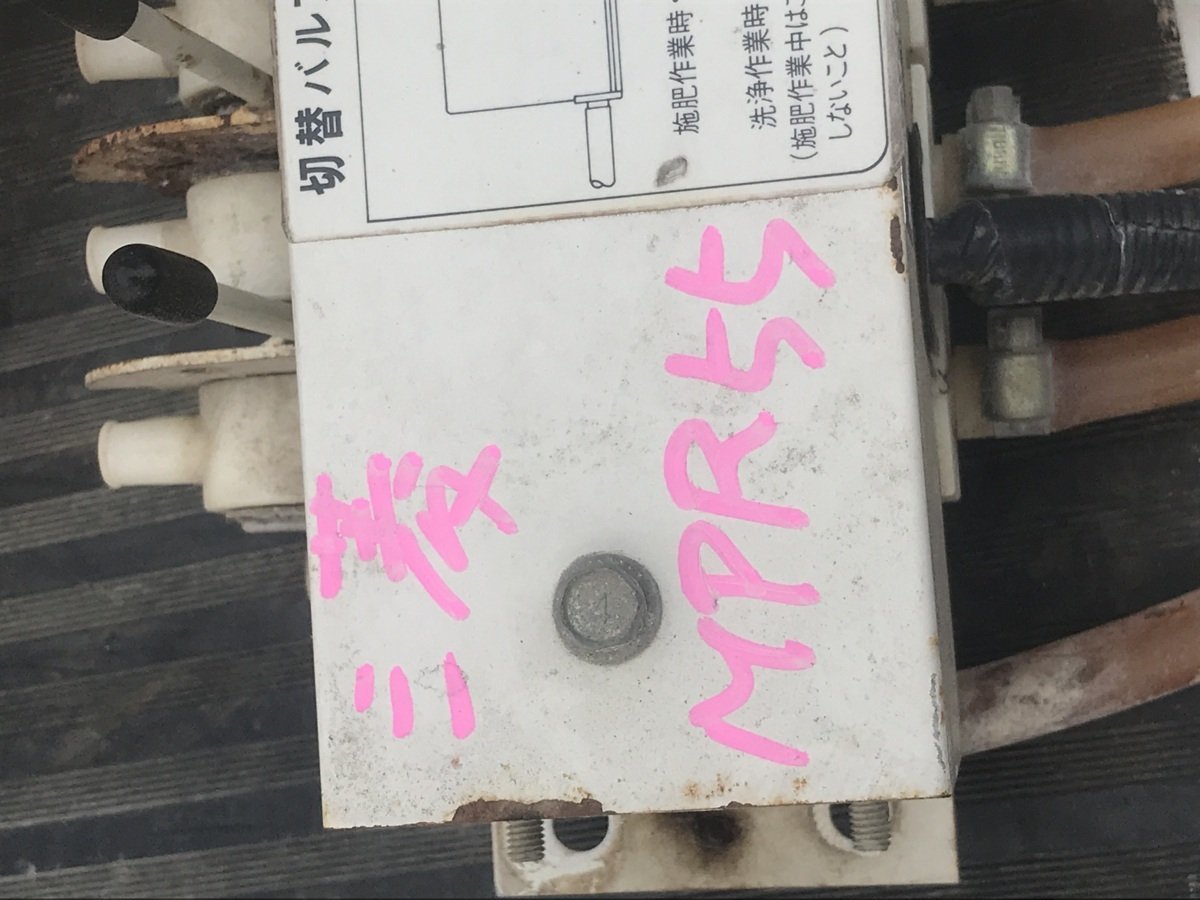 切替バルブ
施肥作業時・
洗浄作業時
(施肥作業中は
しないこと)
三菱
MPR55